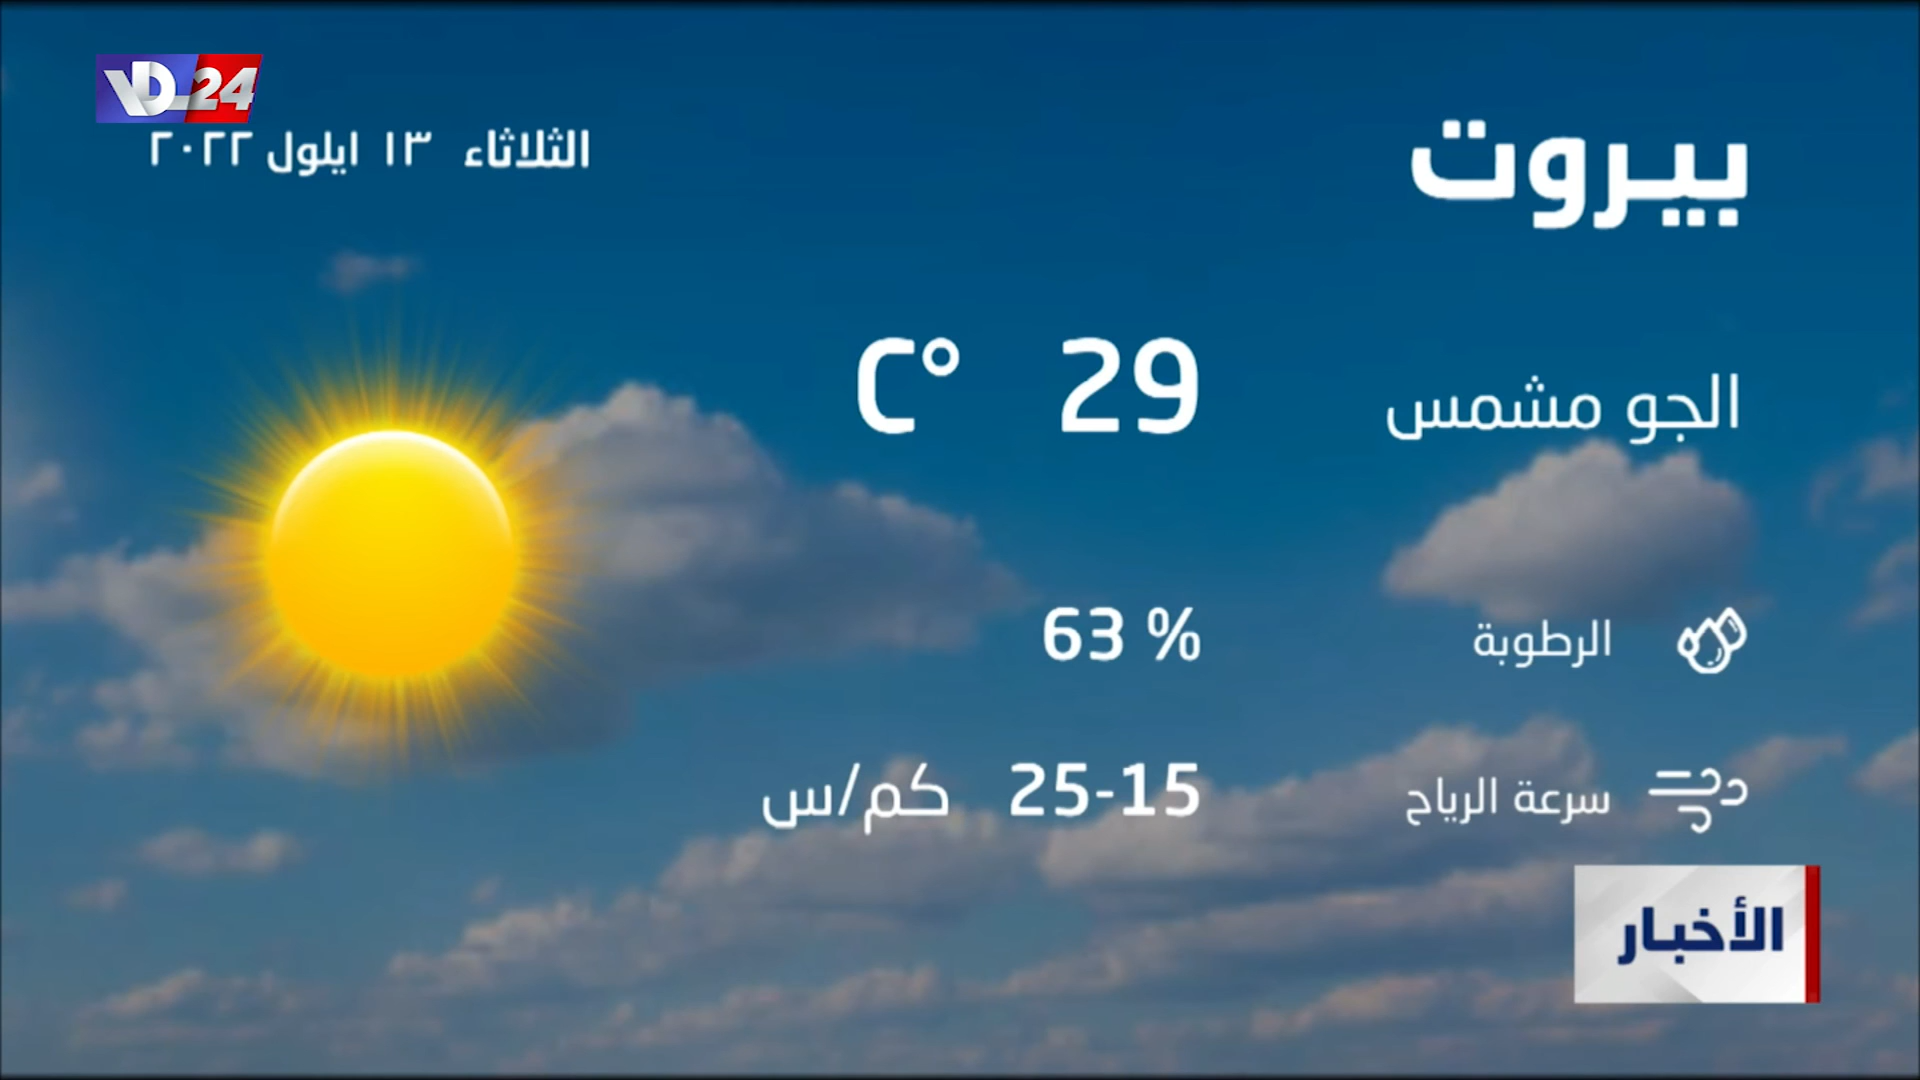 VDL24
بيروت
الثلاثاء ١٣ ايلول ٢٠٢٢
الجو مشمس 29 °C
الرطوبة 63 %
سرعة الرياح 25-15 كم/س
الأخبار